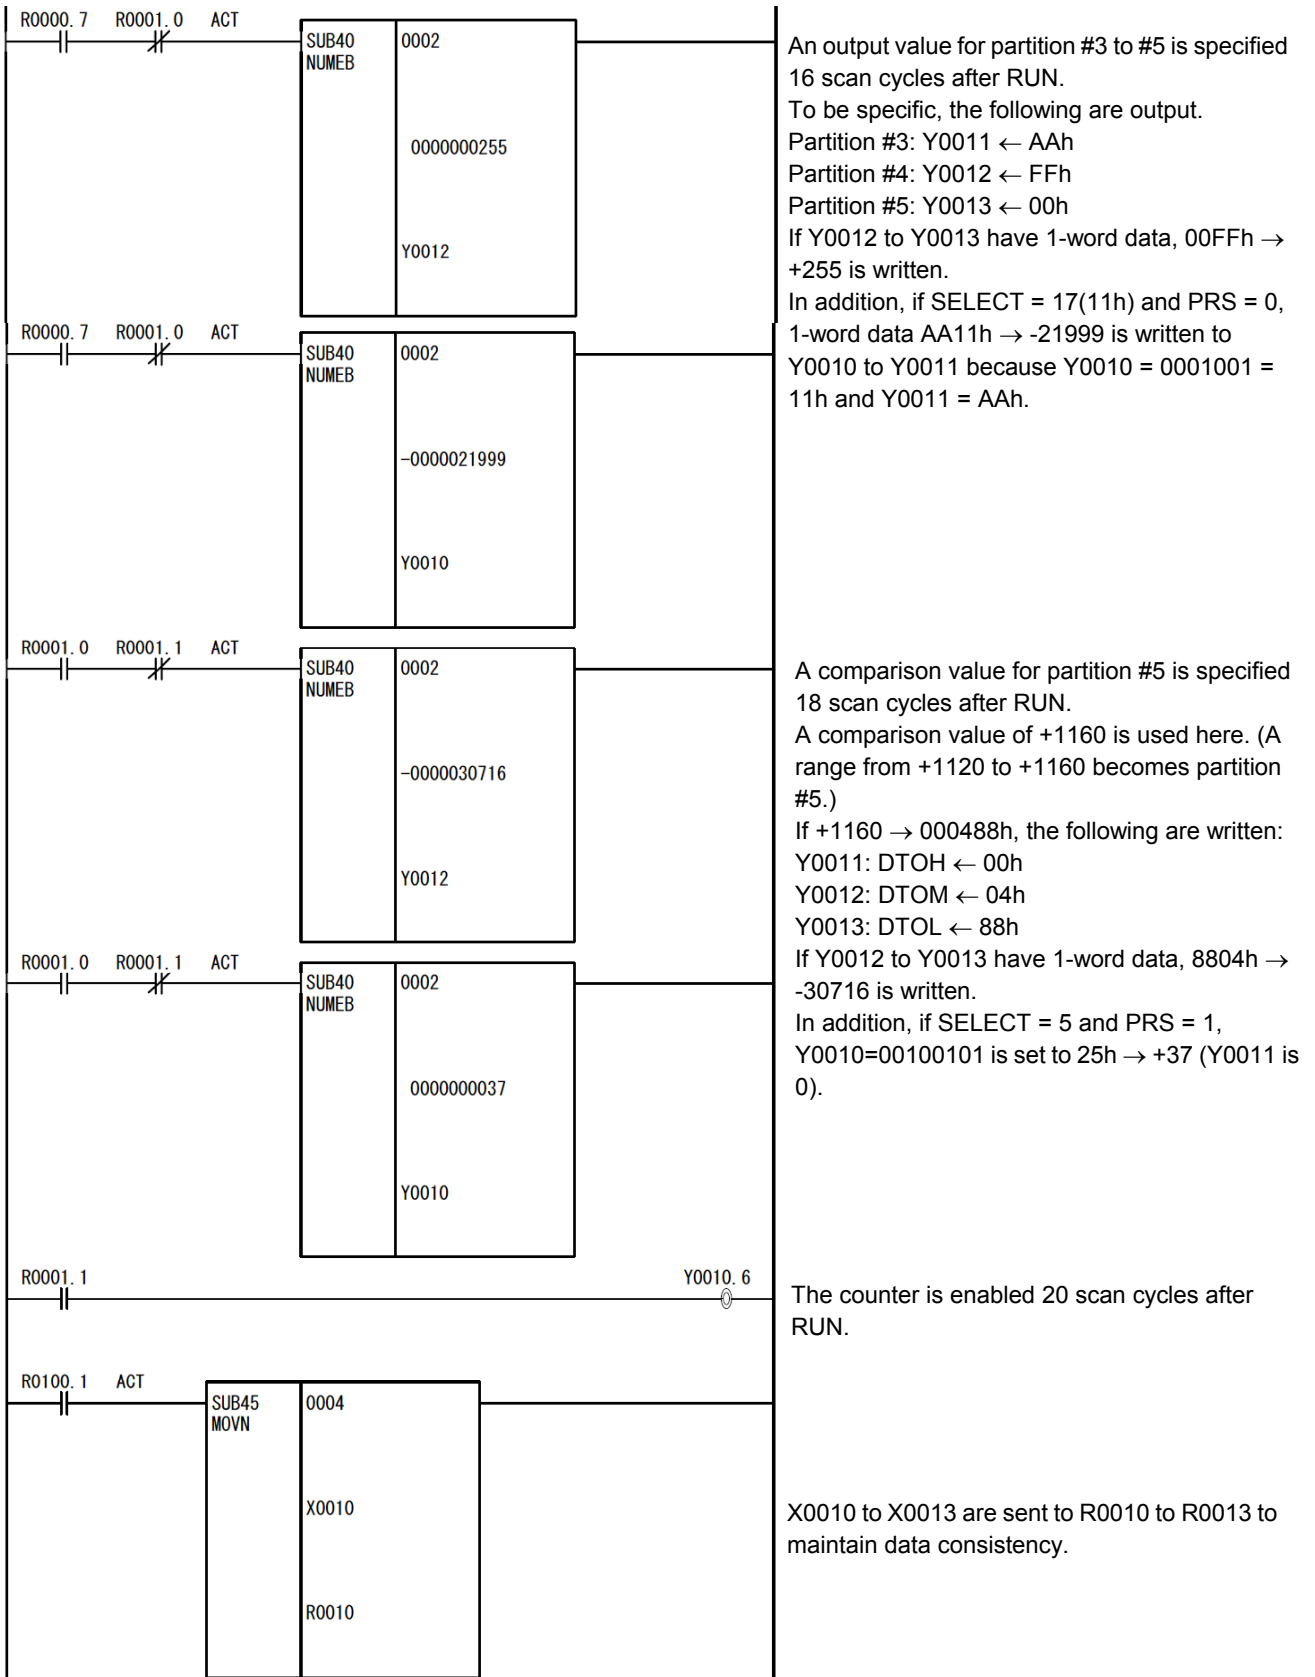 R0000. 7 R0001. 0 ACT
SUB40 0002
NUMEB
0000000255
Y0012
An output value for partition #3 to #5 is specified
16 scan cycles after RUN.
To be specific, the following are output.
Partition #3: Y0011 ← AAh
Partition #4: Y0012 ← FFh
Partition #5: Y0013 ← 00h
If Y0012 to Y0013 have 1-word data, 00FFh →
+255 is written.
In addition, if SELECT = 17(11h) and PRS = 0,
1-word data AA11h → -21999 is written to
Y0010 to Y0011 because Y0010 = 0001001 =
11h and Y0011 = AAh.
R0000. 7 R0001. 0 ACT
SUB40 0002
NUMEB
-0000021999
Y0010
R0001. 0 R0001. 1 ACT
SUB40 0002
NUMEB
-0000030716
Y0012
A comparison value for partition #5 is specified
18 scan cycles after RUN.
A comparison value of +1160 is used here. (A
range from +1120 to +1160 becomes partition
#5.)
If +1160 → 000488h, the following are written:
Y0011: DTOH ← 00h
Y0012: DTOM ← 04h
Y0013: DTOL ← 88h
If Y0012 to Y0013 have 1-word data, 8804h →
-30716 is written.
In addition, if SELECT = 5 and PRS = 1,
Y0010=00100101 is set to 25h → +37 (Y0011 is
0).
R0001. 0 R0001. 1 ACT
SUB40 0002
NUMEB
0000000037
Y0010
R0001. 1 Y0010. 6
The counter is enabled 20 scan cycles after
RUN.
R0100. 1 ACT
SUB45 0004
MOVN
X0010
R0010
X0010 to X0013 are sent to R0010 to R0013 to
maintain data consistency.